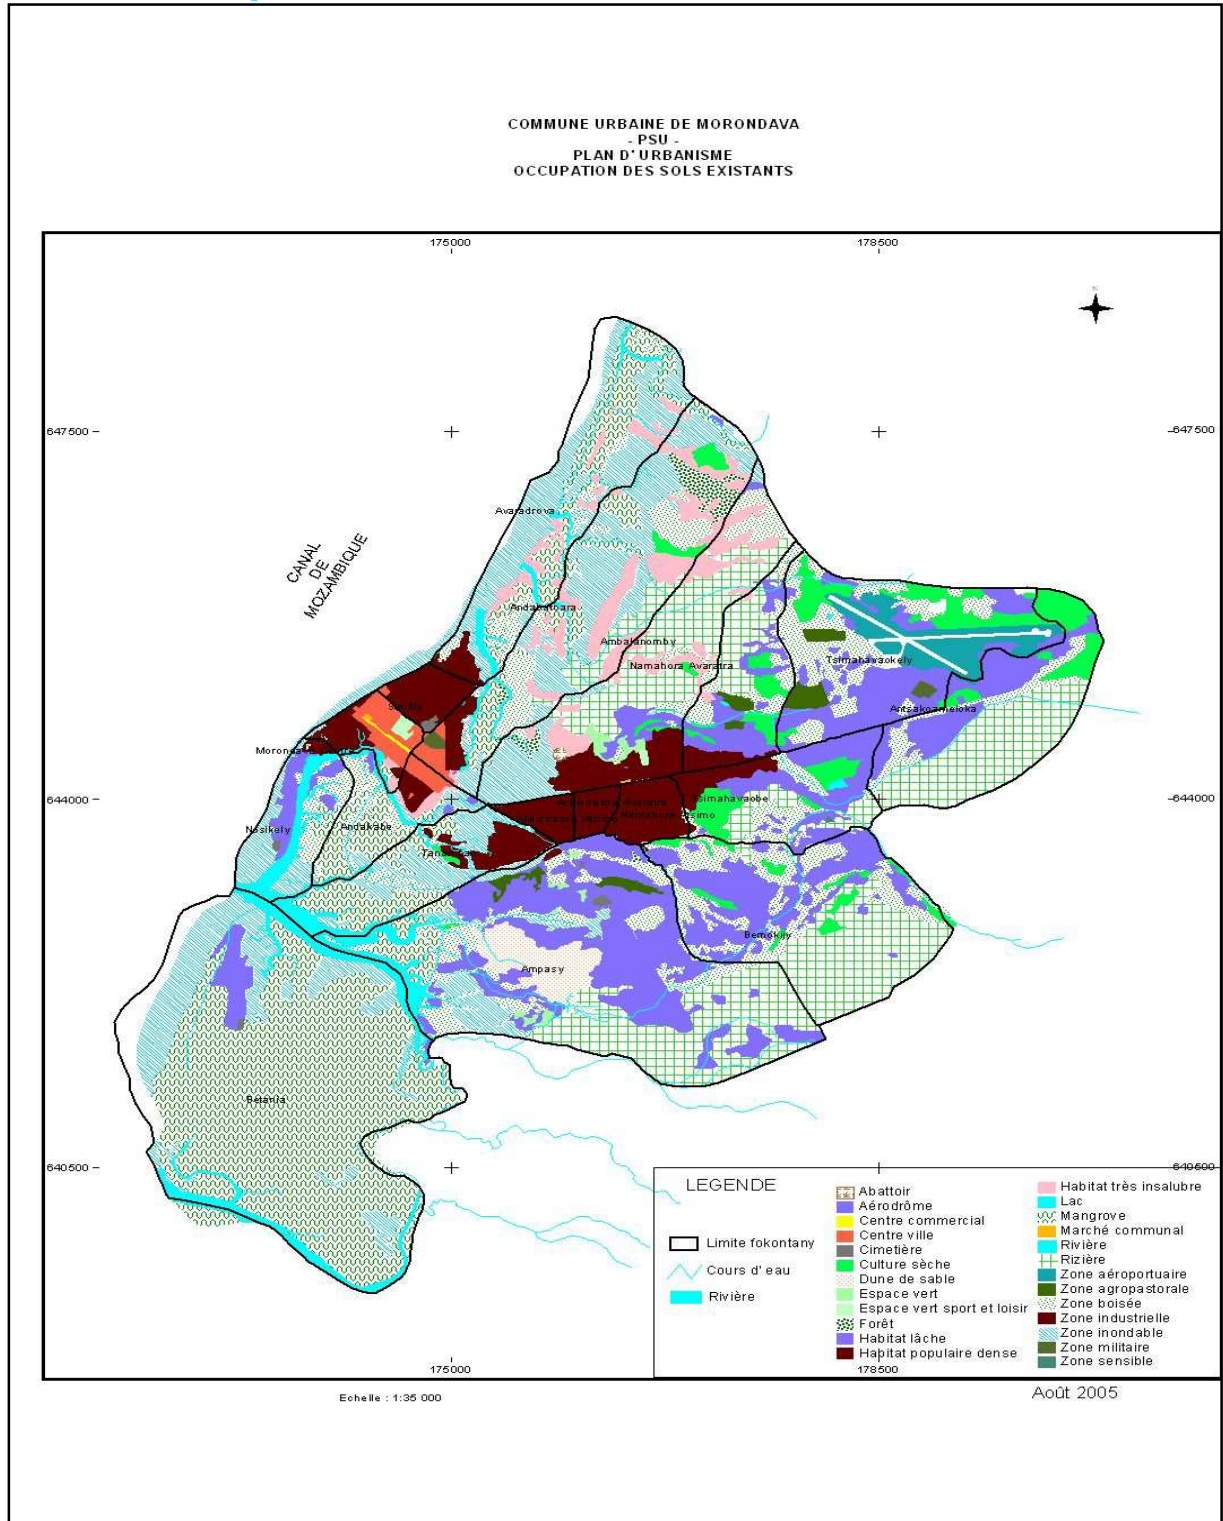 COMMUNE URBAINE DE MORONDAVA
- PSU -
PLAN D'URBANISME
OCCUPATION DES SOLS EXISTANTS
175000
178500
647500
647500
CANAL
DE
MOZAMBIQUE
Avaradrova
Andabatoara
Ambalanomby
Namahora Avaratra
Tsimahavaokely
Antsakoameloka
644000
644000
Tsimahavaobe
Nosikely
Andakabe
Bemokijy
Ampasy
Betania
640500
640500
LEGENDE
Limite fokontany
Cours d'eau
Rivière
Abattoir
Aérodrôme
Centre commercial
Centre ville
Cimetière
Culture sèche
Dune de sable
Espace vert
Espace vert sport et loisir
Forêt
Habitat lâche
Habitat populaire dense
Habitat très insalubre
Lac
Mangrove
Marché communal
Rivière
Rizière
Zone aéroportuaire
Zone agropastorale
Zone boisée
Zone industrielle
Zone inondable
Zone militaire
Zone sensible
175000
178500
Echelle : 1:35 000
Août 2005